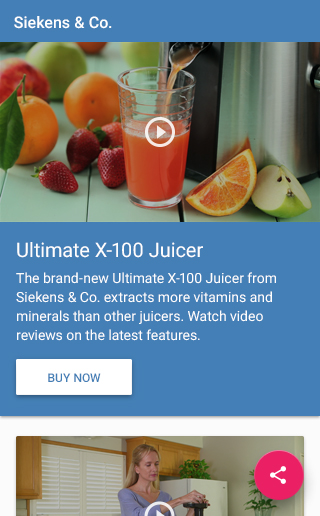 Siekens & Co.
Ultimate X-100 Juicer
The brand-new Ultimate X-100 Juicer from
Siekens & Co. extracts more vitamins and
minerals than other juicers. Watch video
reviews on the latest features.
BUY NOW